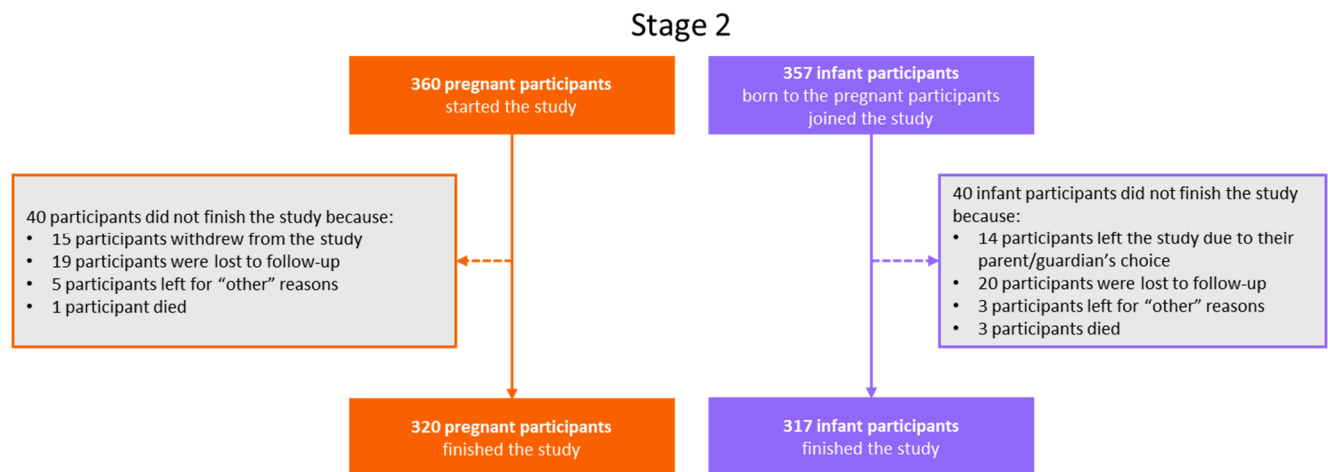 Stage 2
360 pregnant participants
started the study
357 infant participants
born to the pregnant participants
joined the study
40 participants did not finish the study because:
• 15 participants withdrew from the study
• 19 participants were lost to follow-up
• 5 participants left for “other” reasons
• 1 participant died
40 infant participants did not finish the study
because:
• 14 participants left the study due to their
parent/guardian’s choice
• 20 participants were lost to follow-up
• 3 participants left for “other” reasons
• 3 participants died
320 pregnant participants
finished the study
317 infant participants
finished the study